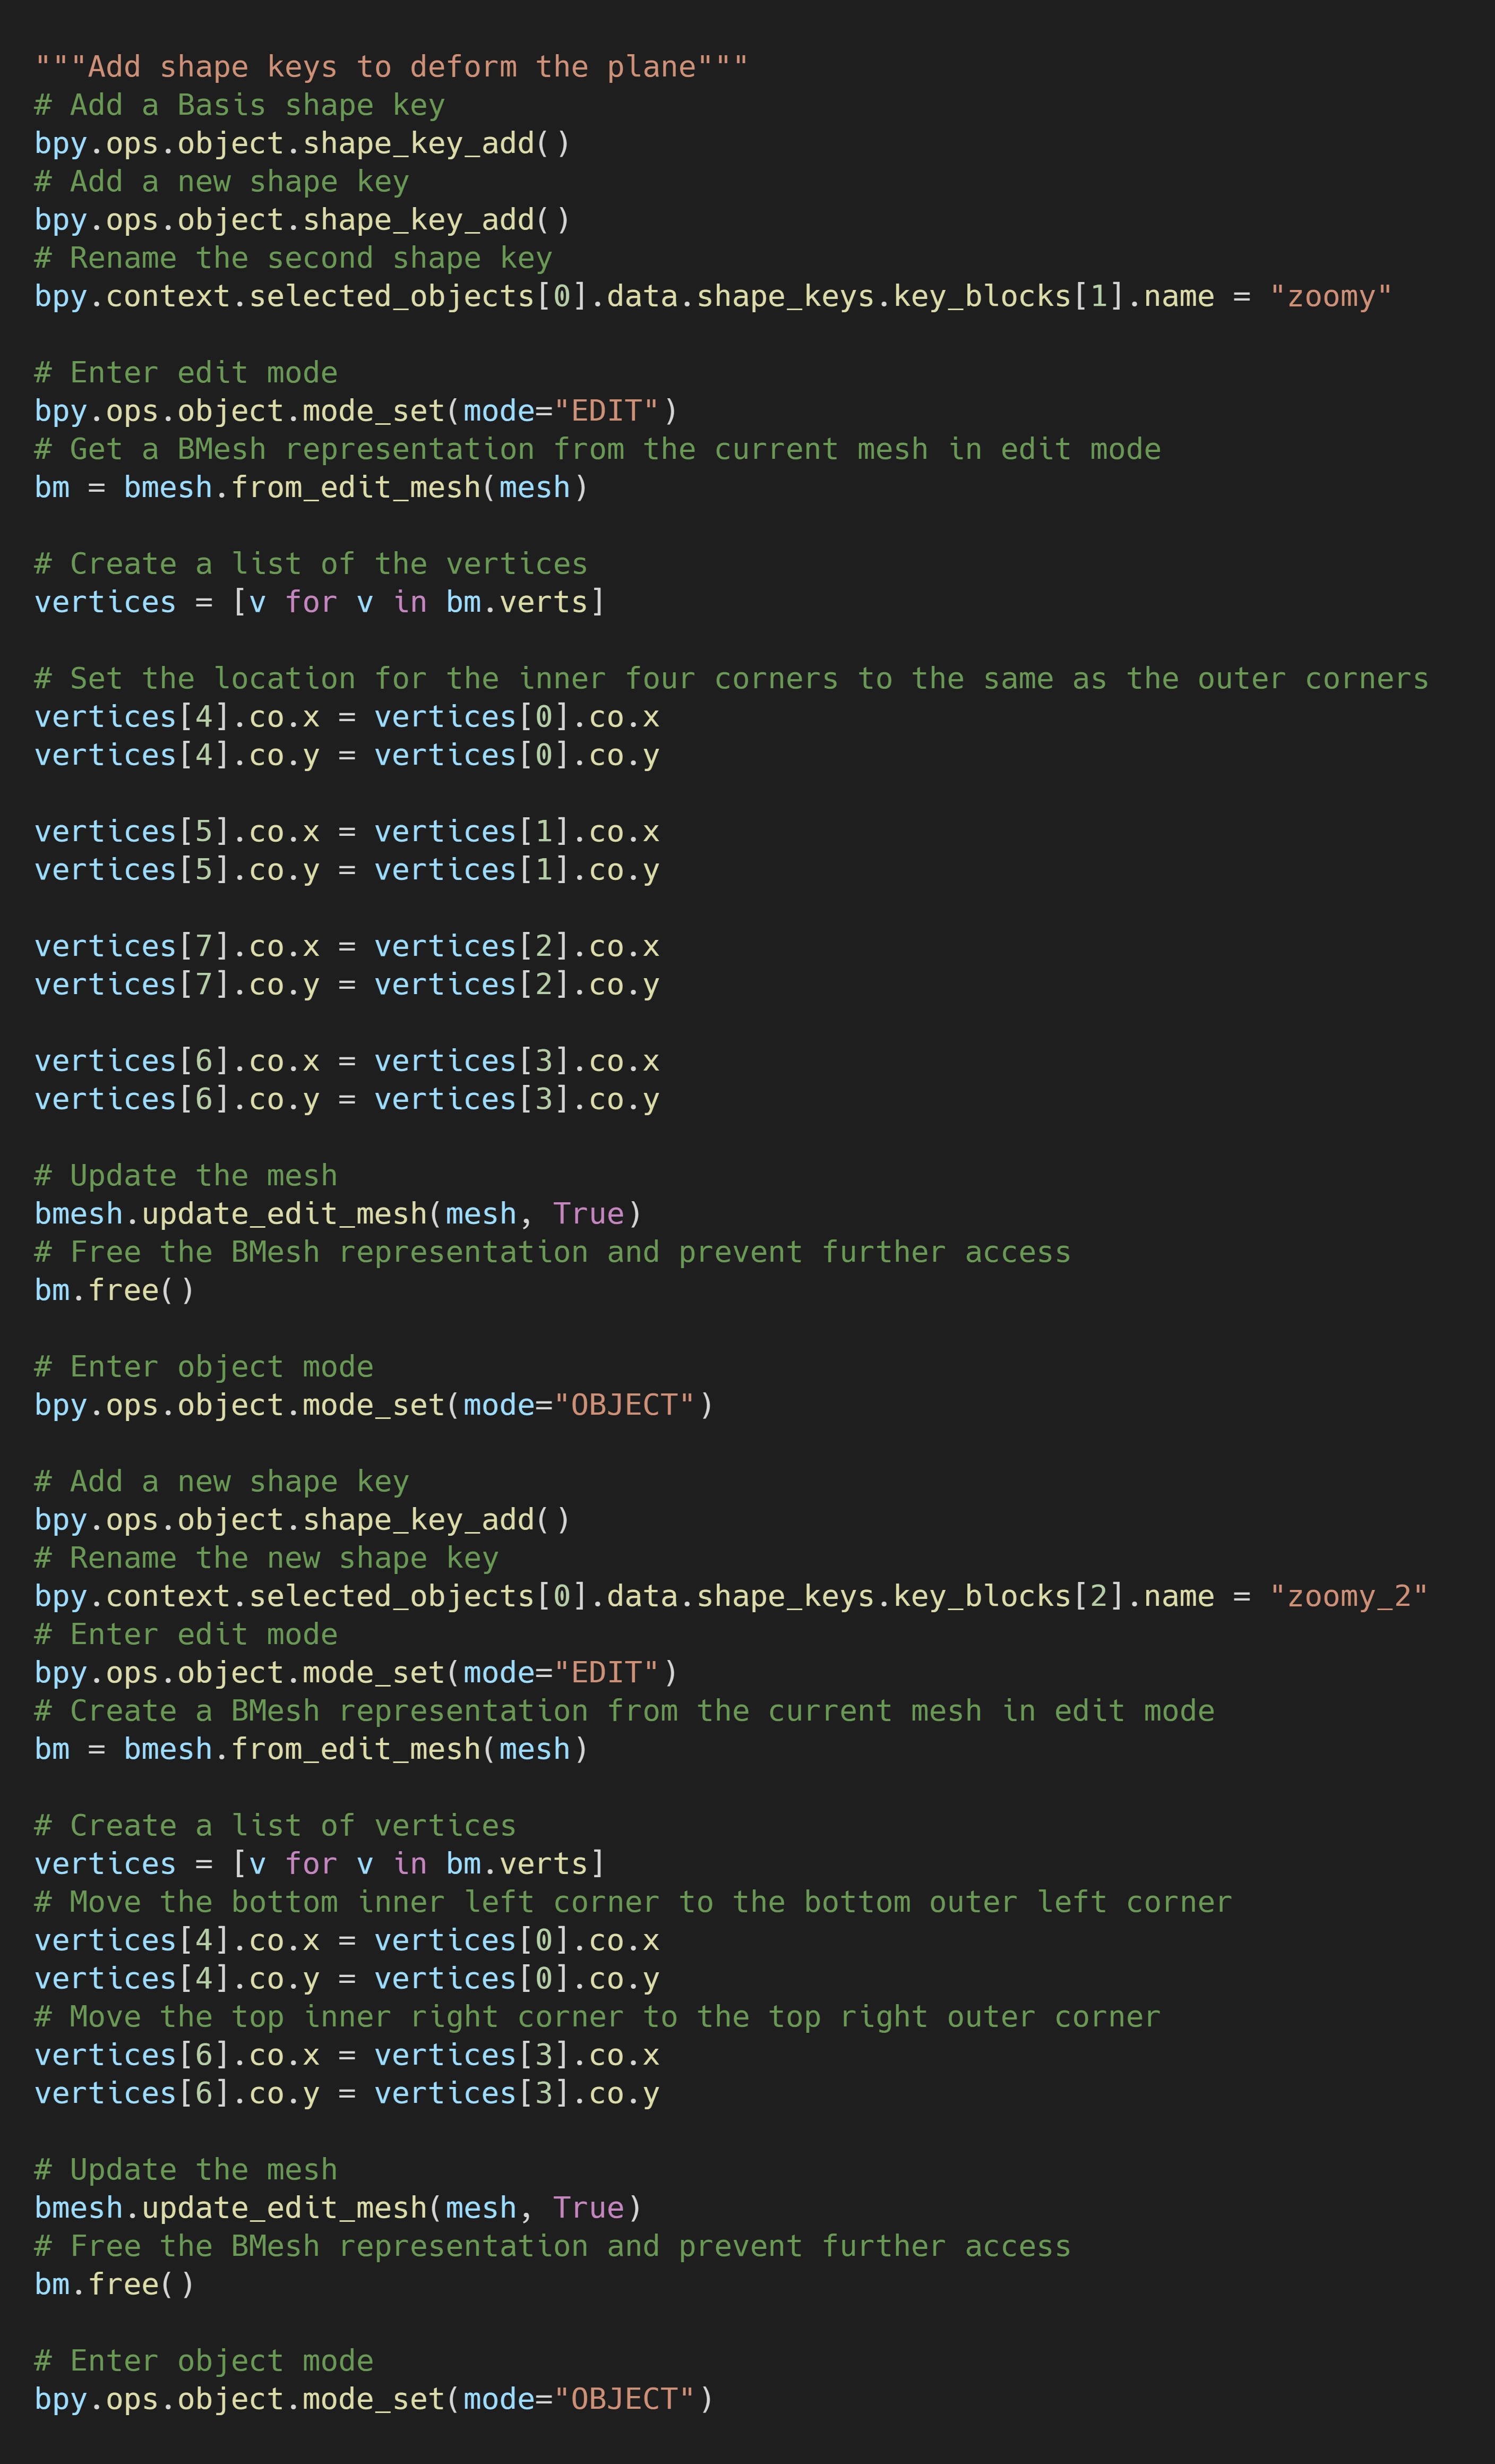 """Add shape keys to deform the plane"""
# Add a Basis shape key
bpy.ops.object.shape_key_add()
# Add a new shape key
bpy.ops.object.shape_key_add()
# Rename the second shape key
bpy.context.selected_objects[0].data.shape_keys.key_blocks[1].name = "zoomy"

# Enter edit mode
bpy.ops.object.mode_set(mode="EDIT")
# Get a BMesh representation from the current mesh in edit mode
bm = bmesh.from_edit_mesh(mesh)

# Create a list of the vertices
vertices = [v for v in bm.verts]

# Set the location for the inner four corners to the same as the outer corners
vertices[4].co.x = vertices[0].co.x
vertices[4].co.y = vertices[0].co.y

vertices[5].co.x = vertices[1].co.x
vertices[5].co.y = vertices[1].co.y

vertices[7].co.x = vertices[2].co.x
vertices[7].co.y = vertices[2].co.y

vertices[6].co.x = vertices[3].co.x
vertices[6].co.y = vertices[3].co.y

# Update the mesh
bmesh.update_edit_mesh(mesh, True)
# Free the BMesh representation and prevent further access
bm.free()

# Enter object mode
bpy.ops.object.mode_set(mode="OBJECT")

# Add a new shape key
bpy.ops.object.shape_key_add()
# Rename the new shape key
bpy.context.selected_objects[0].data.shape_keys.key_blocks[2].name = "zoomy_2"
# Enter edit mode
bpy.ops.object.mode_set(mode="EDIT")
# Create a BMesh representation from the current mesh in edit mode
bm = bmesh.from_edit_mesh(mesh)

# Create a list of vertices
vertices = [v for v in bm.verts]
# Move the bottom inner left corner to the bottom outer left corner
vertices[4].co.x = vertices[0].co.x
vertices[4].co.y = vertices[0].co.y
# Move the top inner right corner to the top right outer corner
vertices[6].co.x = vertices[3].co.x
vertices[6].co.y = vertices[3].co.y

# Update the mesh
bmesh.update_edit_mesh(mesh, True)
# Free the BMesh representation and prevent further access
bm.free()

# Enter object mode
bpy.ops.object.mode_set(mode="OBJECT")